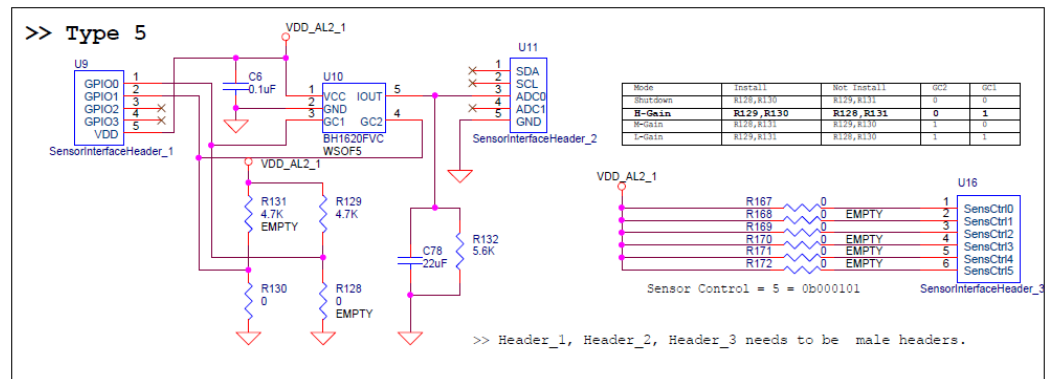 >> Type 5
VDD_AL2_1
U9
GPIO0 1
GPIO1 2
GPIO2 3
GPIO3 4
VDD 5
SensorInterfaceHeader_1
C6
0.1uF
U10
1 VCC IOUT 5
2 GND
3 GC1 GC2 4
BH1620FVC
WSOF5
U11
1 SDA
2 SCL
3 ADC0
4 ADC1
5 GND
SensorInterfaceHeader_2
Mode Install Not Install GC2 GC1
Shutdown R128,R130 R129,R131 0 0
H-Gain R129,R130 R128,R131 0 1
M-Gain R128,R131 R129,R130 1 0
L-Gain R129,R131 R128,R130 1 1
VDD_AL2_1
R131
4.7K
EMPTY
R129
4.7K
R130
0
R128
0
EMPTY
C78
22uF
R132
5.6K
VDD_AL2_1
U16
R167 0 1 SensCtrl0
R168 0 EMPTY 2 SensCtrl1
R169 0 3 SensCtrl2
R170 0 EMPTY 4 SensCtrl3
R171 0 EMPTY 5 SensCtrl4
R172 0 EMPTY 6 SensCtrl5
Sensor Control = 5 = 0b000101
SensorInterfaceHeader_3
>> Header_1, Header_2, Header_3 needs to be male headers.